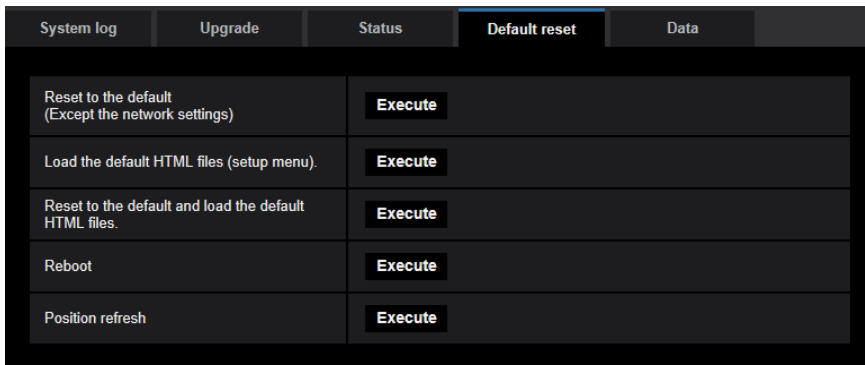 System log Upgrade Status Default reset Data
Reset to the default
(Except the network settings) Execute
Load the default HTML files (setup menu). Execute
Reset to the default and load the default
HTML files. Execute
Reboot Execute
Position refresh Execute